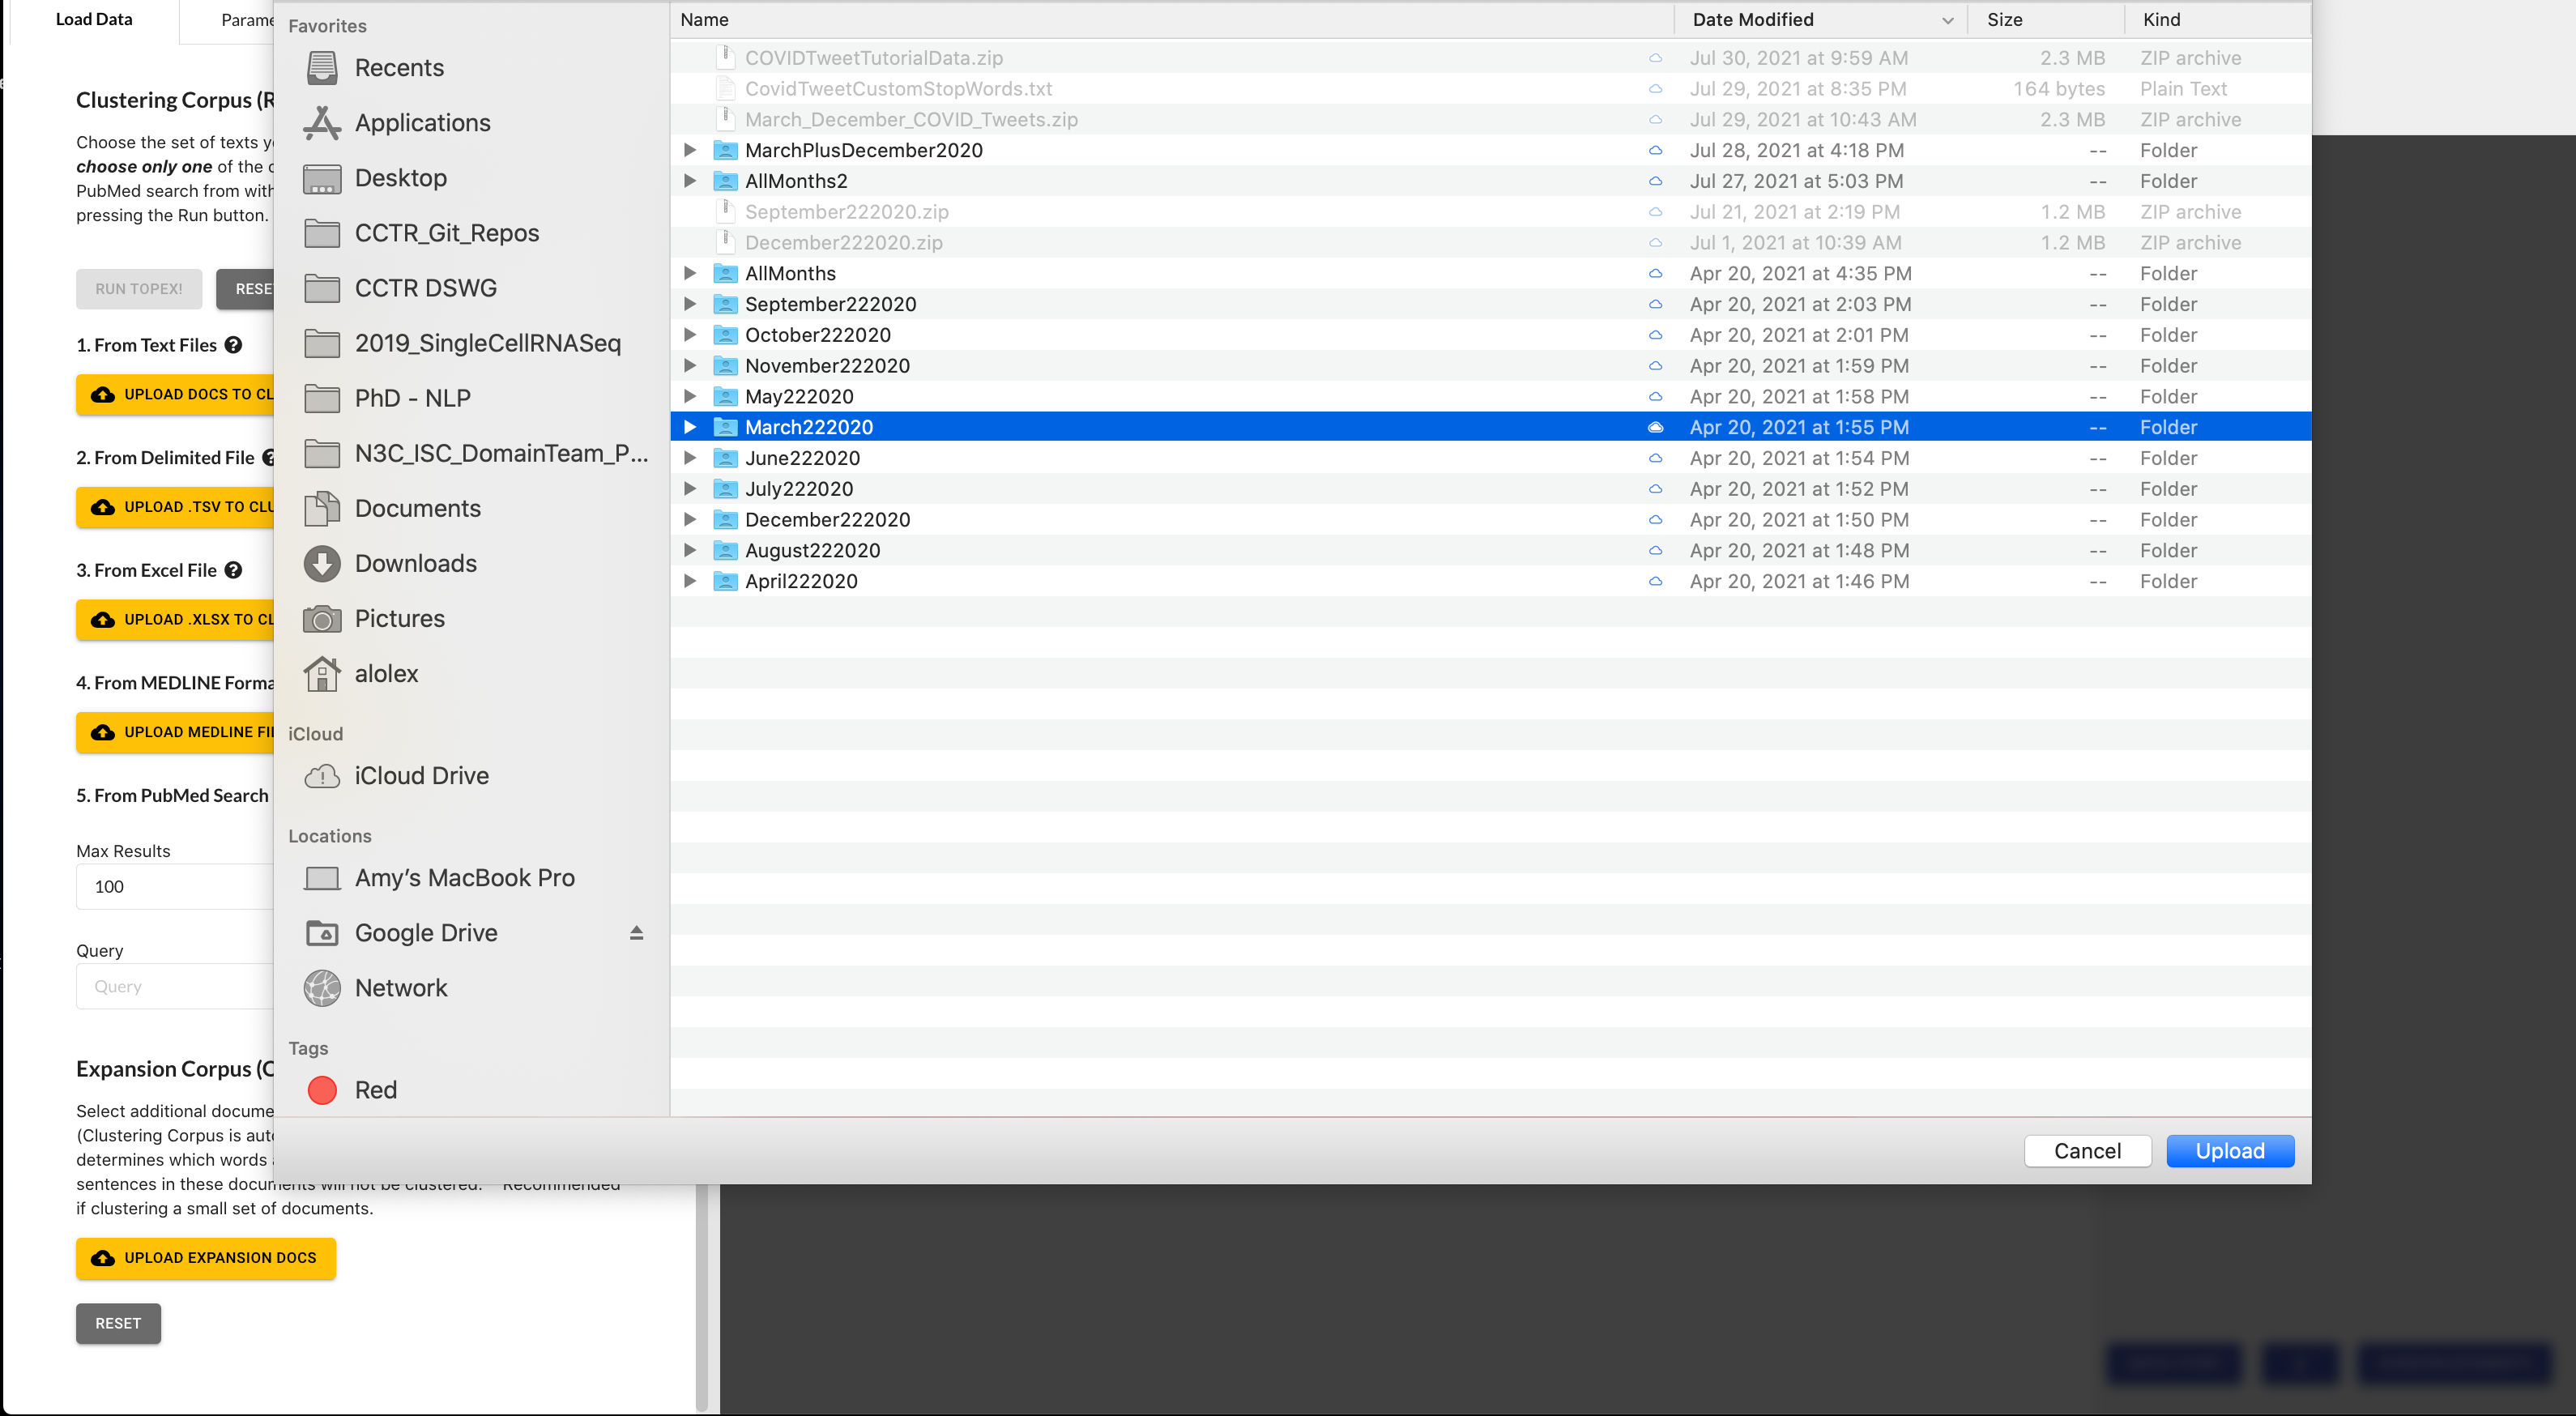 Load Data
Parame
Clustering Corpus (R
Choose the set of texts y
choose only one of the c
PubMed search from with
pressing the Run button.
RUN TOPEX!
RESE
1. From Text Files
UPLOAD DOCS TO CL
2. From Delimited File
UPLOAD .TSV TO CLU
3. From Excel File
UPLOAD .XLSX TO CL
4. From MEDLINE Forma
UPLOAD MEDLINE FI
5. From PubMed Search
Max Results
100
Query
Query
Expansion Corpus (C
Select additional docume
(Clustering Corpus is aut
determines which words
sentences in these documents will not be clustered. Recommended
if clustering a small set of documents.
UPLOAD EXPANSION DOCS
RESET
Favorites
Recents
Applications
Desktop
CCTR_Git_Repos
CCTR DSWG
2019_SingleCellRNASeq
PhD - NLP
N3C_ISC_DomainTeam_P...
Documents
Downloads
Pictures
alolex
iCloud
iCloud Drive
Locations
Amy’s MacBook Pro
Google Drive
Network
Tags
Red
Name Date Modified Size Kind
COVIDTweetTutorialData.zip Jul 30, 2021 at 9:59 AM 2.3 MB ZIP archive
CovidTweetCustomStopWords.txt Jul 29, 2021 at 8:35 PM 164 bytes Plain Text
March_December_COVID_Tweets.zip Jul 29, 2021 at 10:43 AM 2.3 MB ZIP archive
MarchPlusDecember2020 Jul 28, 2021 at 4:18 PM -- Folder
AllMonths2 Jul 27, 2021 at 5:03 PM -- Folder
September222020.zip Jul 21, 2021 at 2:19 PM 1.2 MB ZIP archive
December222020.zip Jul 1, 2021 at 10:39 AM 1.2 MB ZIP archive
AllMonths Apr 20, 2021 at 4:35 PM -- Folder
September222020 Apr 20, 2021 at 2:03 PM -- Folder
October222020 Apr 20, 2021 at 2:01 PM -- Folder
November222020 Apr 20, 2021 at 1:59 PM -- Folder
May222020 Apr 20, 2021 at 1:58 PM -- Folder
March222020 Apr 20, 2021 at 1:55 PM -- Folder
June222020 Apr 20, 2021 at 1:54 PM -- Folder
July222020 Apr 20, 2021 at 1:52 PM -- Folder
December222020 Apr 20, 2021 at 1:50 PM -- Folder
August222020 Apr 20, 2021 at 1:48 PM -- Folder
April222020 Apr 20, 2021 at 1:46 PM -- Folder
Cancel
Upload